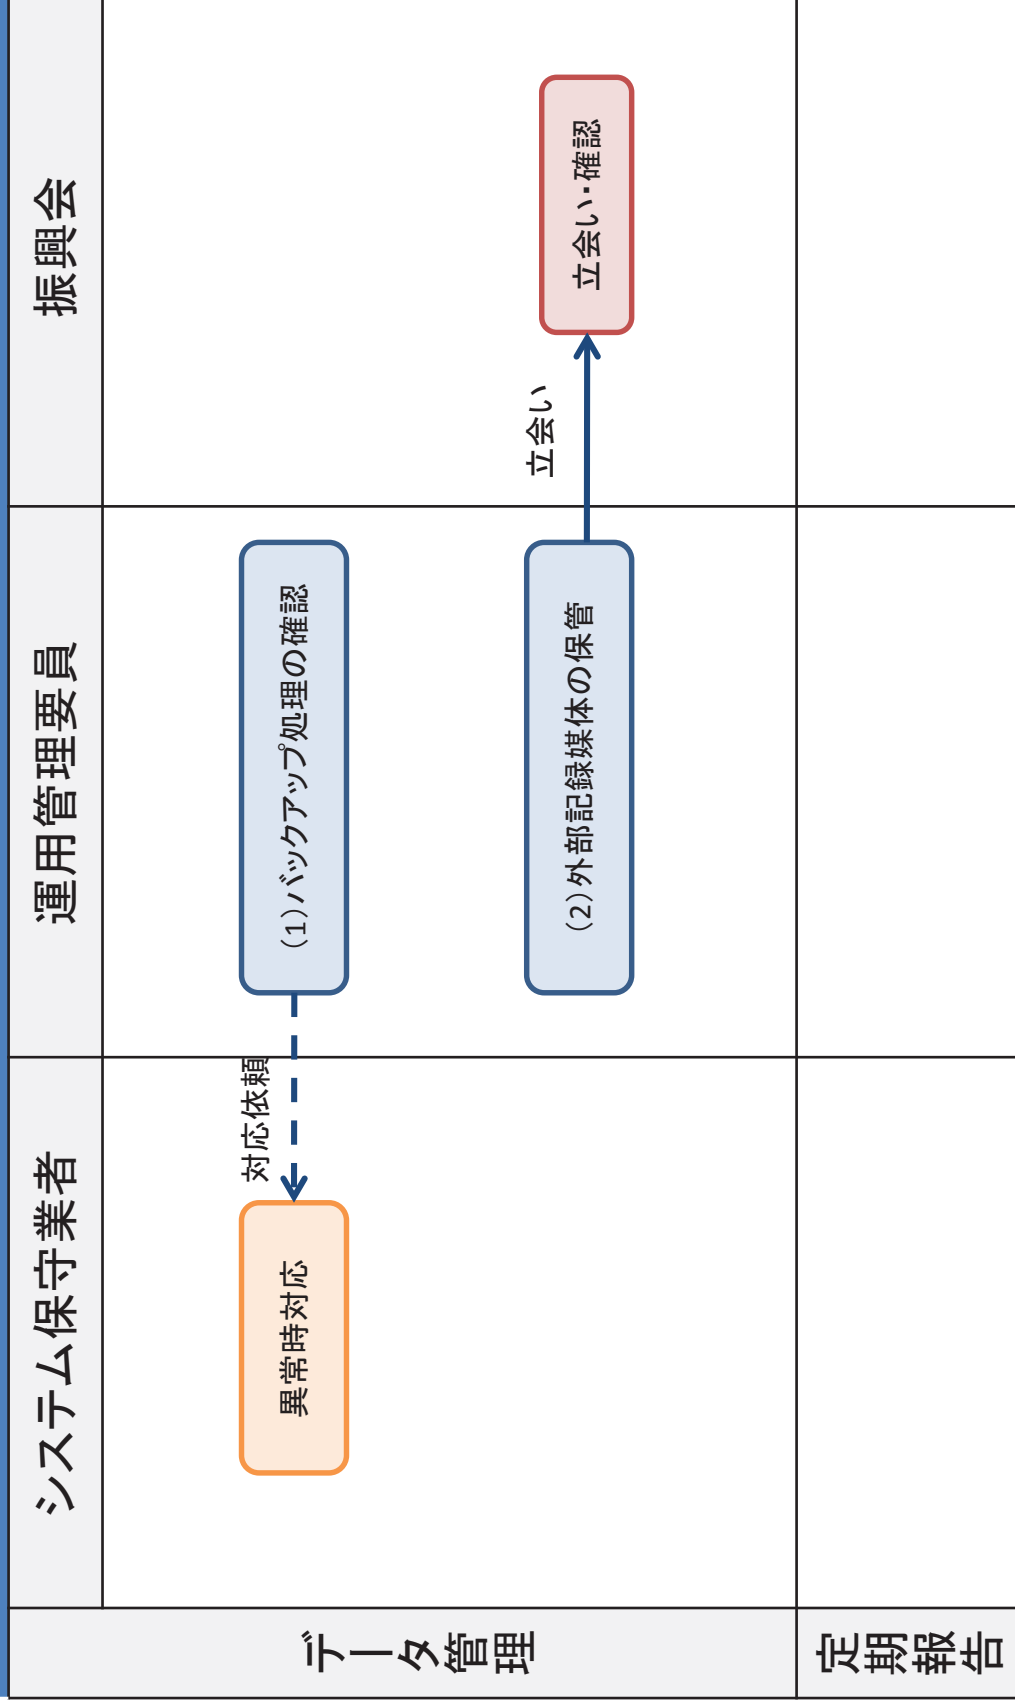 システム保守業者
運用管理要員
振興会
データ管理
異常時対応
対応依頼
(1)バックアップ処理の確認
(2)外部記録媒体の保管
立会い
立会い・確認
定期報告